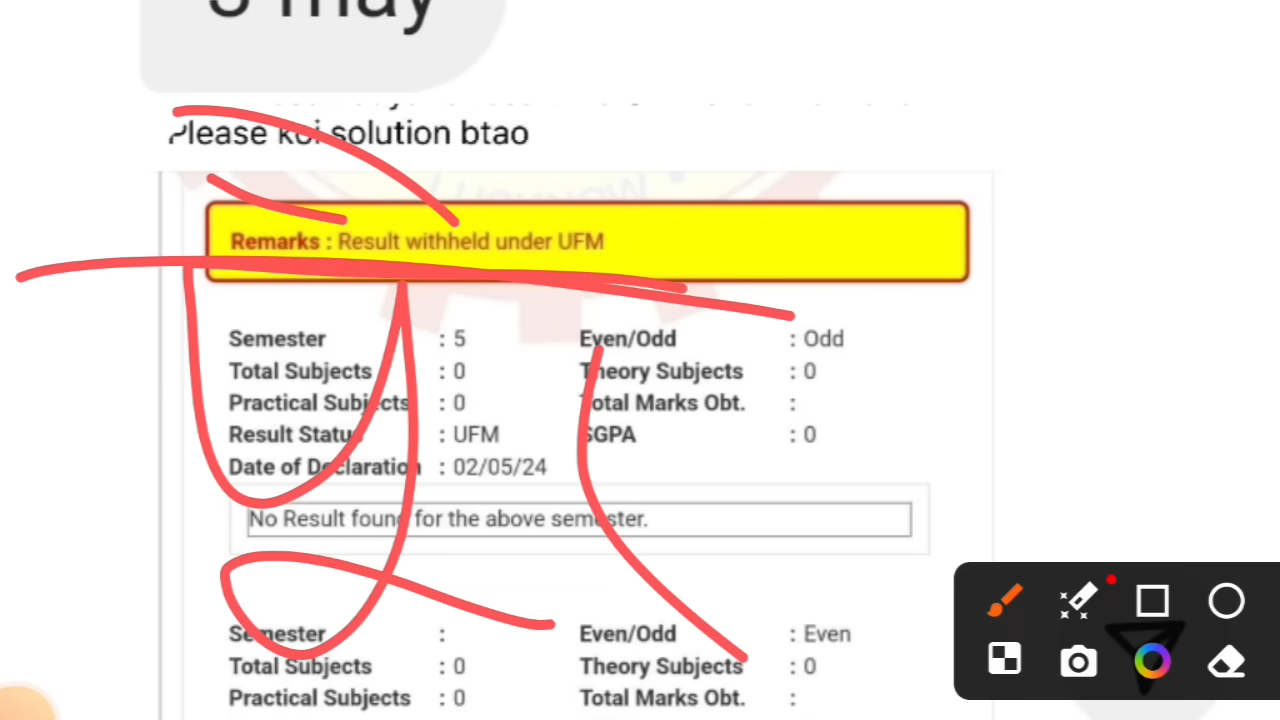 3 may
Please koi solution btao
LUCKNOW
Remarks : Result withheld under UFM
Semester : 5 Even/Odd : Odd
Total Subjects : 0 Theory Subjects : 0
Practical Subjects : 0 Total Marks Obt. :
Result Status : UFM SGPA : 0
Date of Declaration : 02/05/24
No Result found for the above semester.
Semester : Even/Odd : Even
Total Subjects : 0 Theory Subjects : 0
Practical Subjects : 0 Total Marks Obt. :